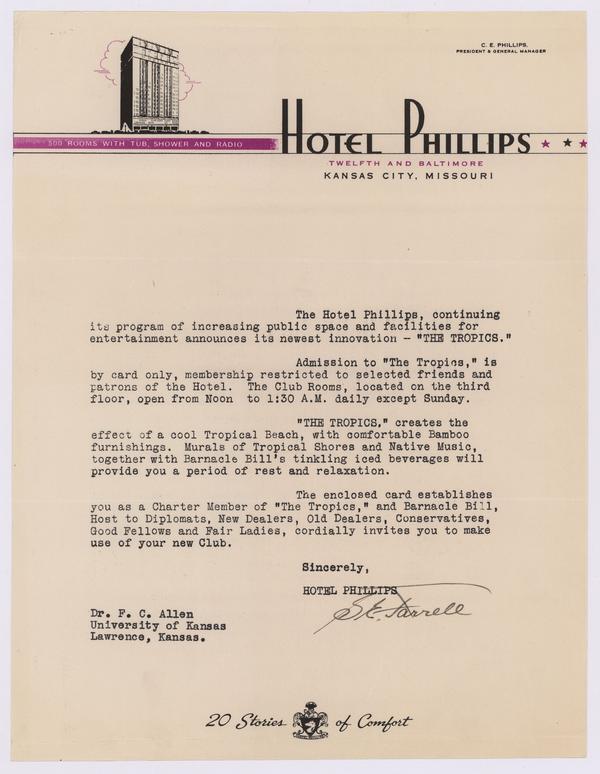 C. E. PHILLIPS,
PRESIDENT & GENERAL MANAGER
500 ROOMS WITH TUB, SHOWER AND RADIO
HOTEL PHILLIPS
TWELFTH AND BALTIMORE
KANSAS CITY, MISSOURI
The Hotel Phillips, continuing
its program of increasing public space and facilities for
entertainment announces its newest innovation - "THE TROPICS."
Admission to "The Tropics," is
by card only, membership restricted to selected friends and
patrons of the Hotel. The Club Rooms, located on the third
floor, open from Noon to 1:30 A.M. daily except Sunday.
"THE TROPICS," creates the
effect of a cool Tropical Beach, with comfortable Bamboo
furnishings. Murals of Tropical Shores and Native Music,
together with Barnacle Bill's tinkling iced beverages will
provide you a period of rest and relaxation.
The enclosed card establishes
you as a Charter Member of "The Tropics," and Barnacle Bill,
Host to Diplomats, New Dealers, Old Dealers, Conservatives,
Good Fellows and Fair Ladies, cordially invites you to make
use of your new Club.
Sincerely,
HOTEL PHILLIPS
S.E. Farrell
Dr. F. C. Allen
University of Kansas
Lawrence, Kansas.
20 Stories of Comfort